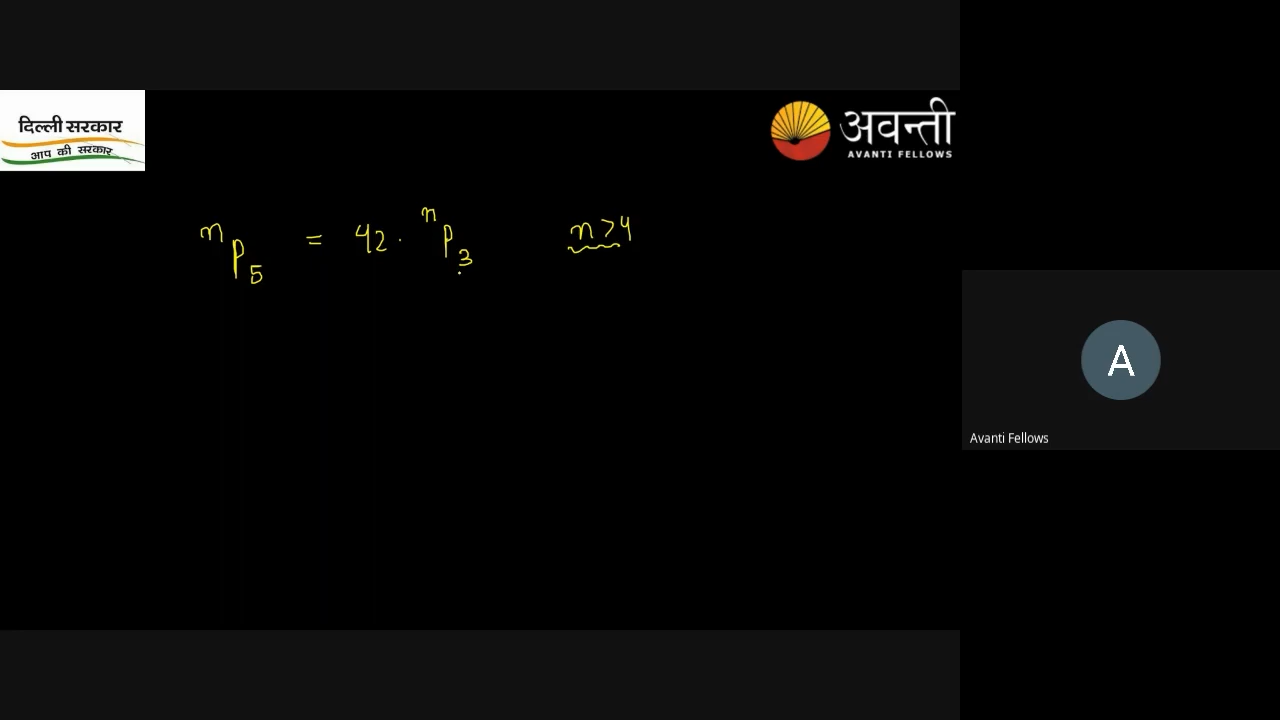 दिल्ली सरकार
आप की सरकार
अवन्ती
AVANTI FELLOWS
ⁿP₅ = 42 · ⁿP₃ n>4
A
Avanti Fellows